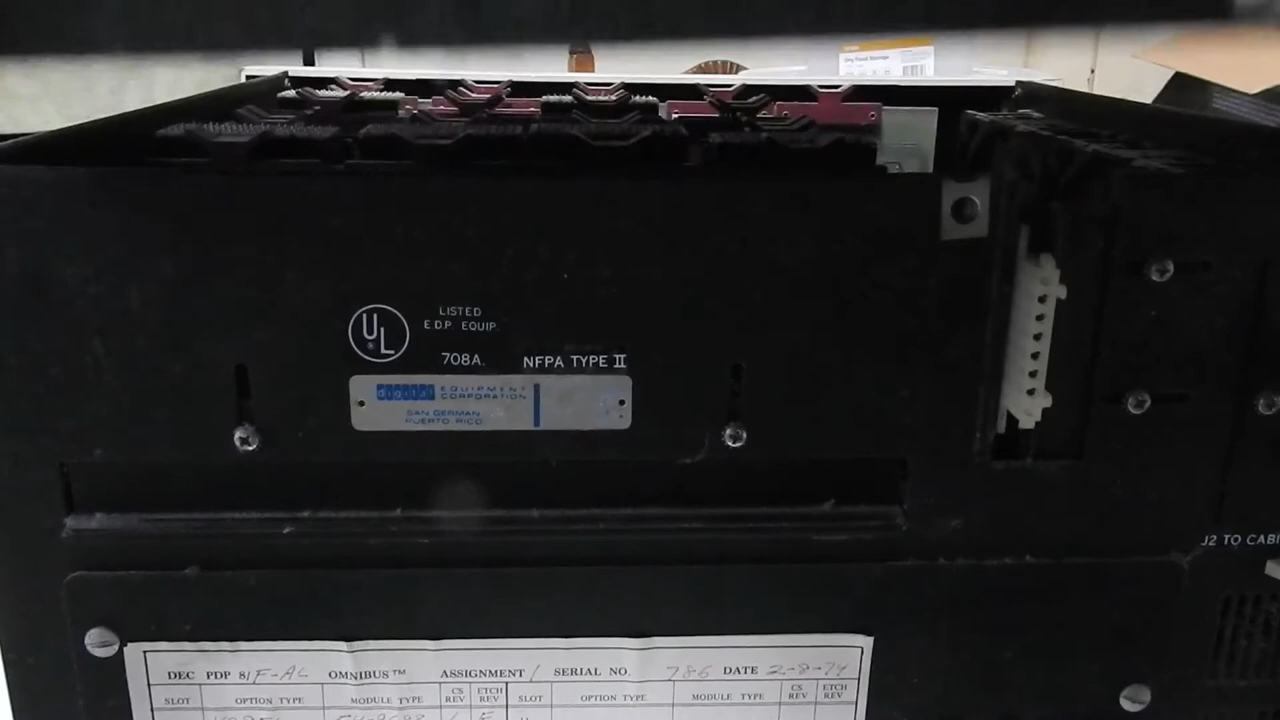 Dry Food Storage
UL
LISTED
E.D.P. EQUIP.
708A.
NFPA TYPE II
digital EQUIPMENT CORPORATION
SAN GERMAN
PUERTO RICO
J2 TO CABI
DEC PDP 8/F-AC OMNIBUS™ ASSIGNMENT / SERIAL NO. 786 DATE 2-8-74
SLOT OPTION TYPE MODULE TYPE CS REV ETCH REV SLOT OPTION TYPE MODULE TYPE CS REV ETCH REV